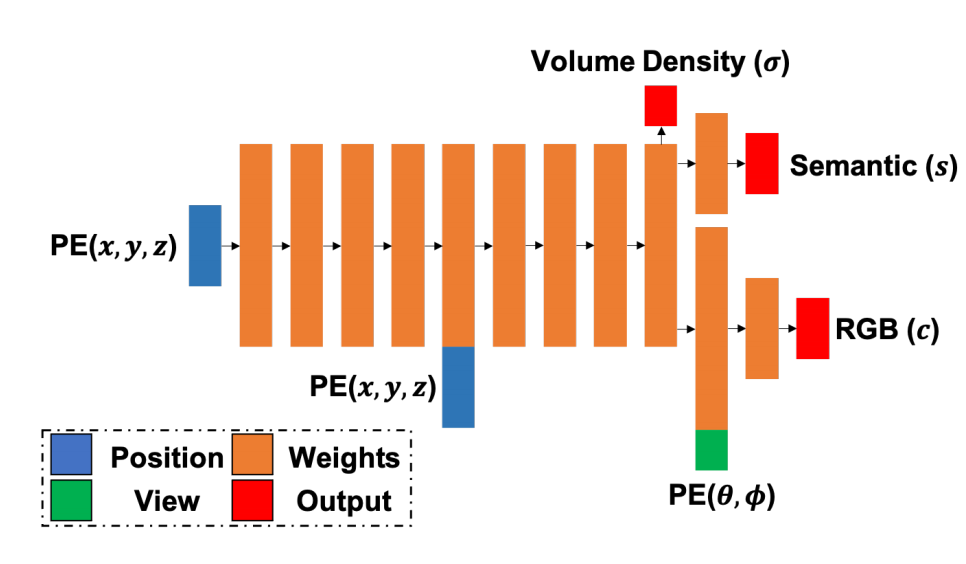 Volume Density (σ)
Semantic (s)
PE(x, y, z)
RGB (c)
PE(x, y, z)
Position
Weights
View
Output
PE(θ, ϕ)